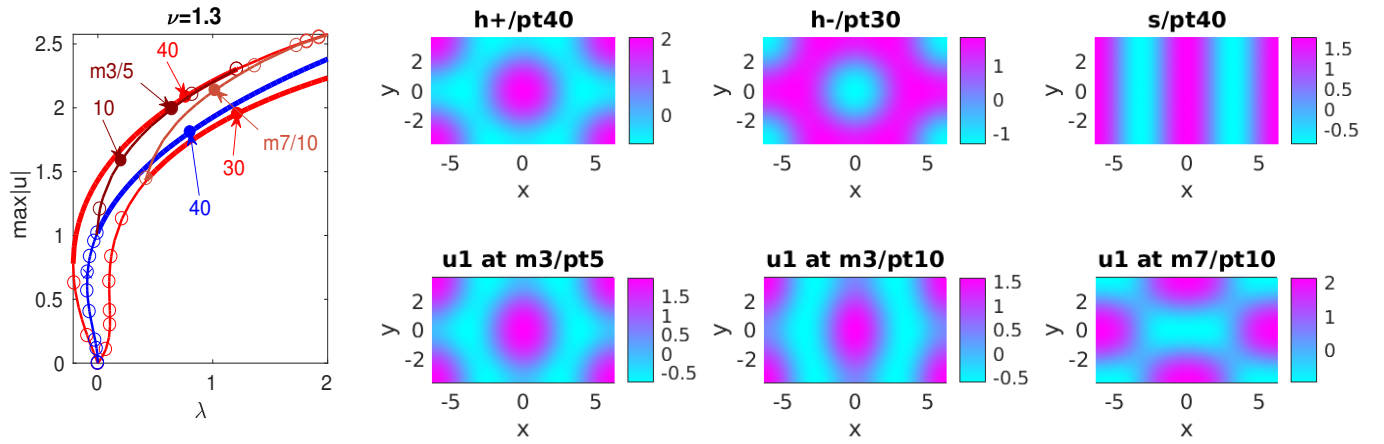 ν=1.3
max|u|
2.5
2
1.5
1
0.5
0
0 1 2
λ
40
m3/5
10
m7/10
30
40
h+/pt40
y
2
0
-2
-5 0 5
x
2
1
0
h-/pt30
y
2
0
-2
-5 0 5
x
1
0
-1
s/pt40
y
2
0
-2
-5 0 5
x
1.5
1
0.5
0
-0.5
u1 at m3/pt5
y
2
0
-2
-5 0 5
x
1.5
1
0.5
0
-0.5
u1 at m3/pt10
y
2
0
-2
-5 0 5
x
1.5
1
0.5
0
-0.5
u1 at m7/pt10
y
2
0
-2
-5 0 5
x
2
1
0